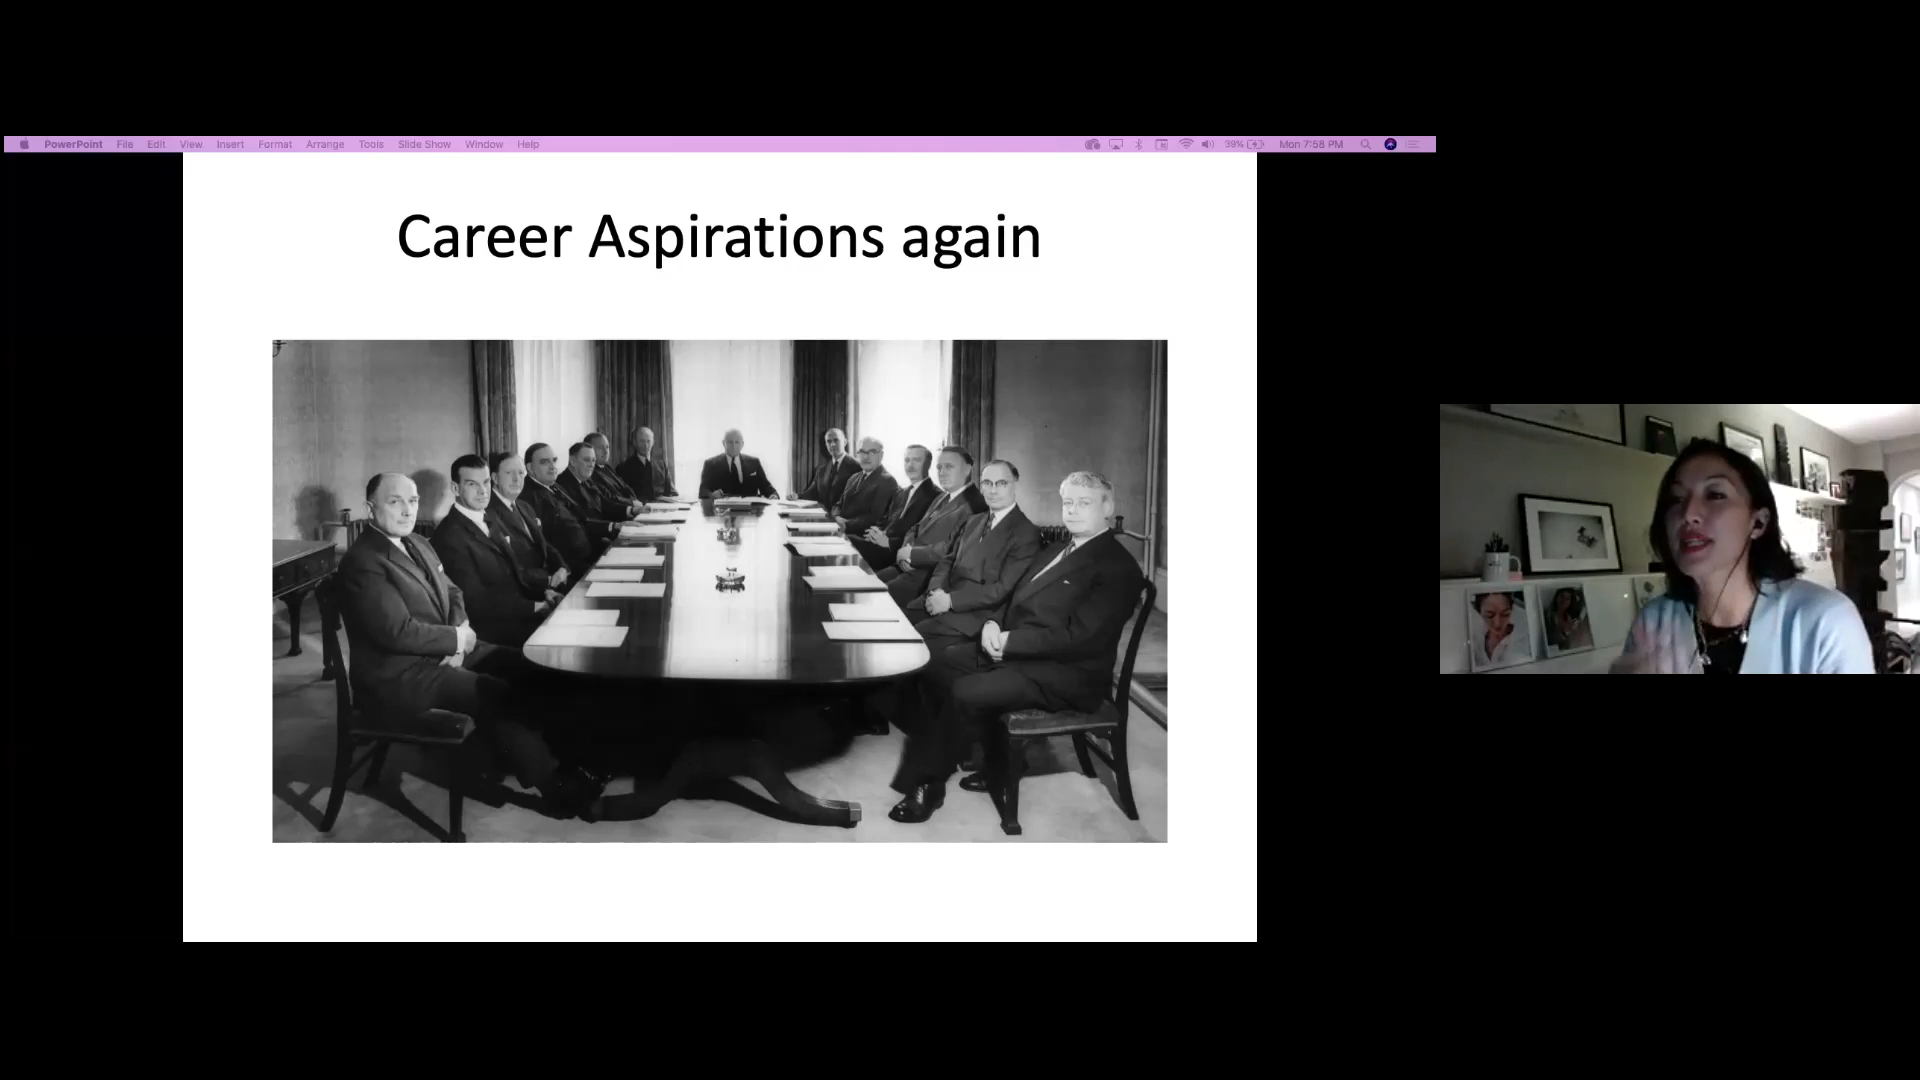 PowerPoint File Edit View Insert Format Arrange Tools Slide Show Window Help 39% Mon 7:58 PM
Career Aspirations again